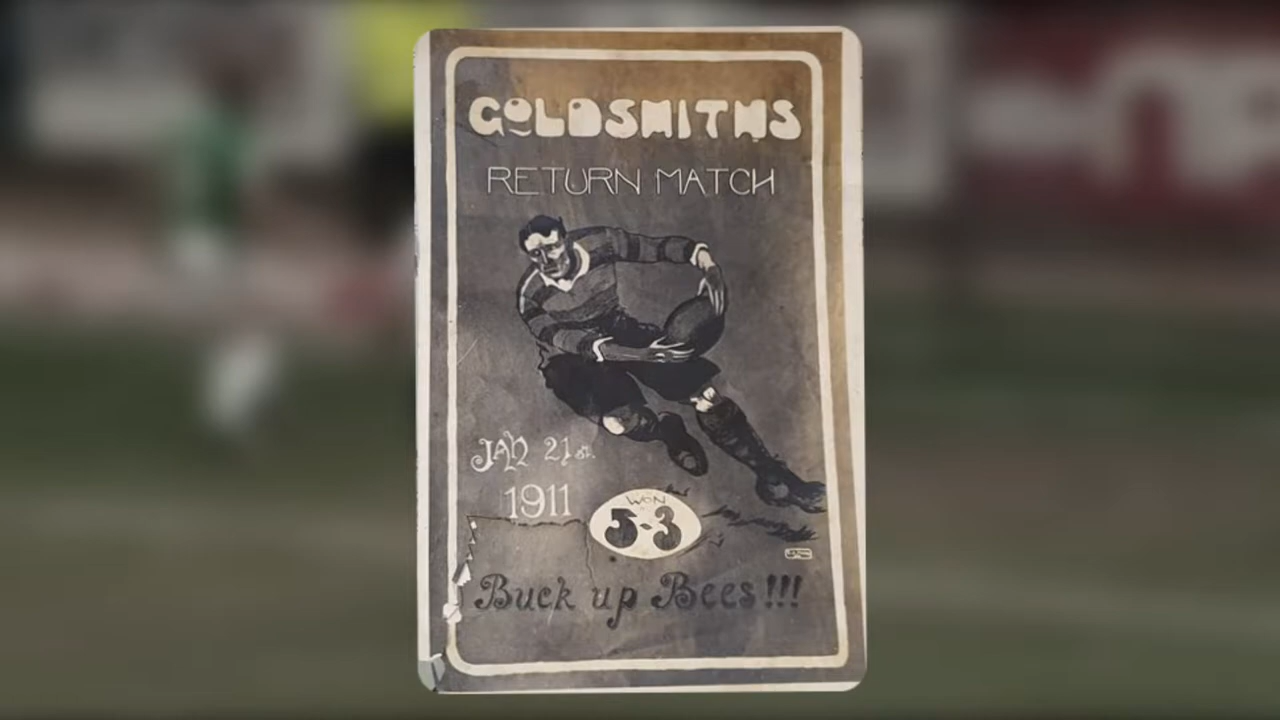 GOLDSMITHS
RETURN MATCH
JAN 21st.
1911
WON
5-3
Buck up Bees!!!